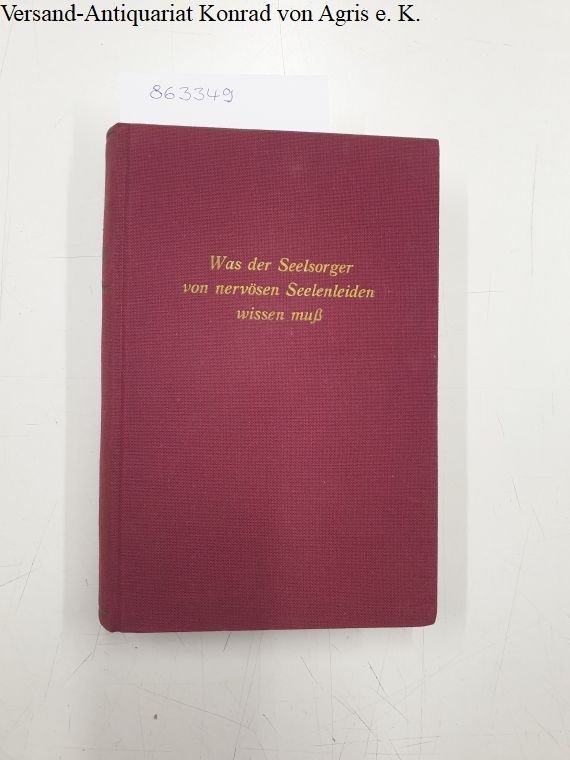 Versand-Antiquariat Konrad von Agris e. K.
863349
Was der Seelsorger
von nervösen Seelenleiden
wissen muß